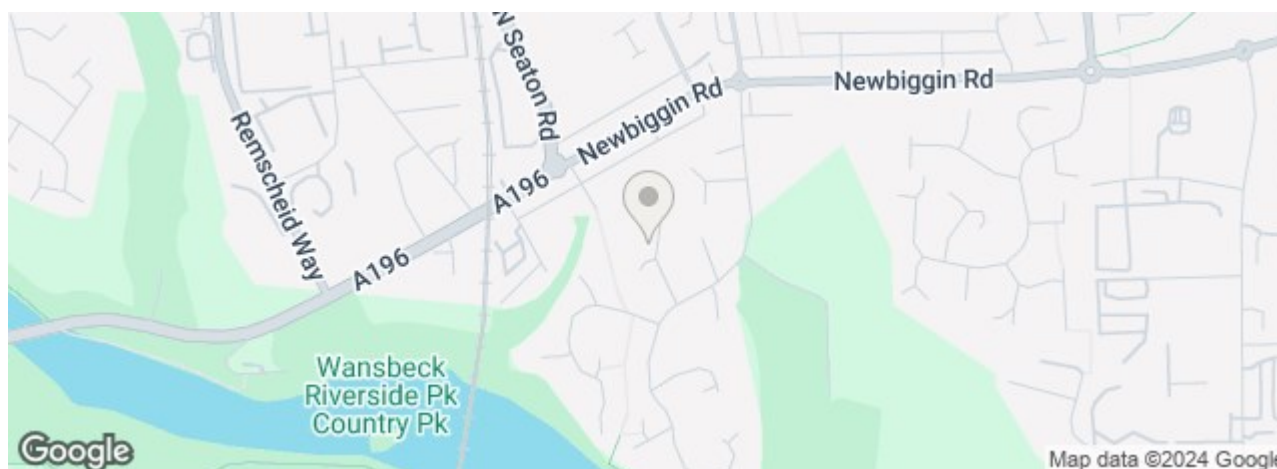 N Seaton Rd
Newbiggin Rd
Newbiggin Rd
Remscheid Way
A196
A196
Wansbeck
Riverside Pk
Country Pk
Google
Map data ©2024 Google